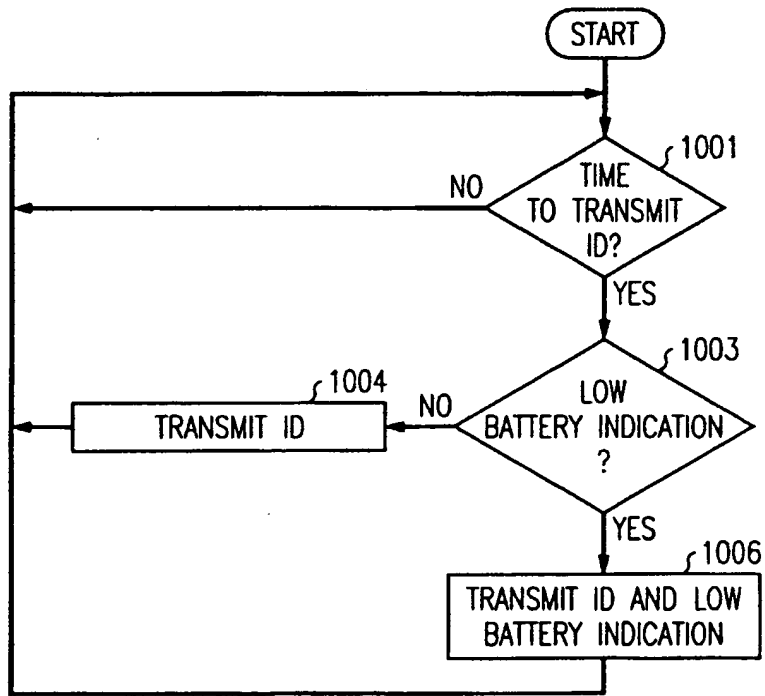 START
1001
TIME
TO TRANSMIT
ID?
NO
YES
1003
LOW
BATTERY INDICATION
?
NO
1004
TRANSMIT ID
YES
1006
TRANSMIT ID AND LOW
BATTERY INDICATION